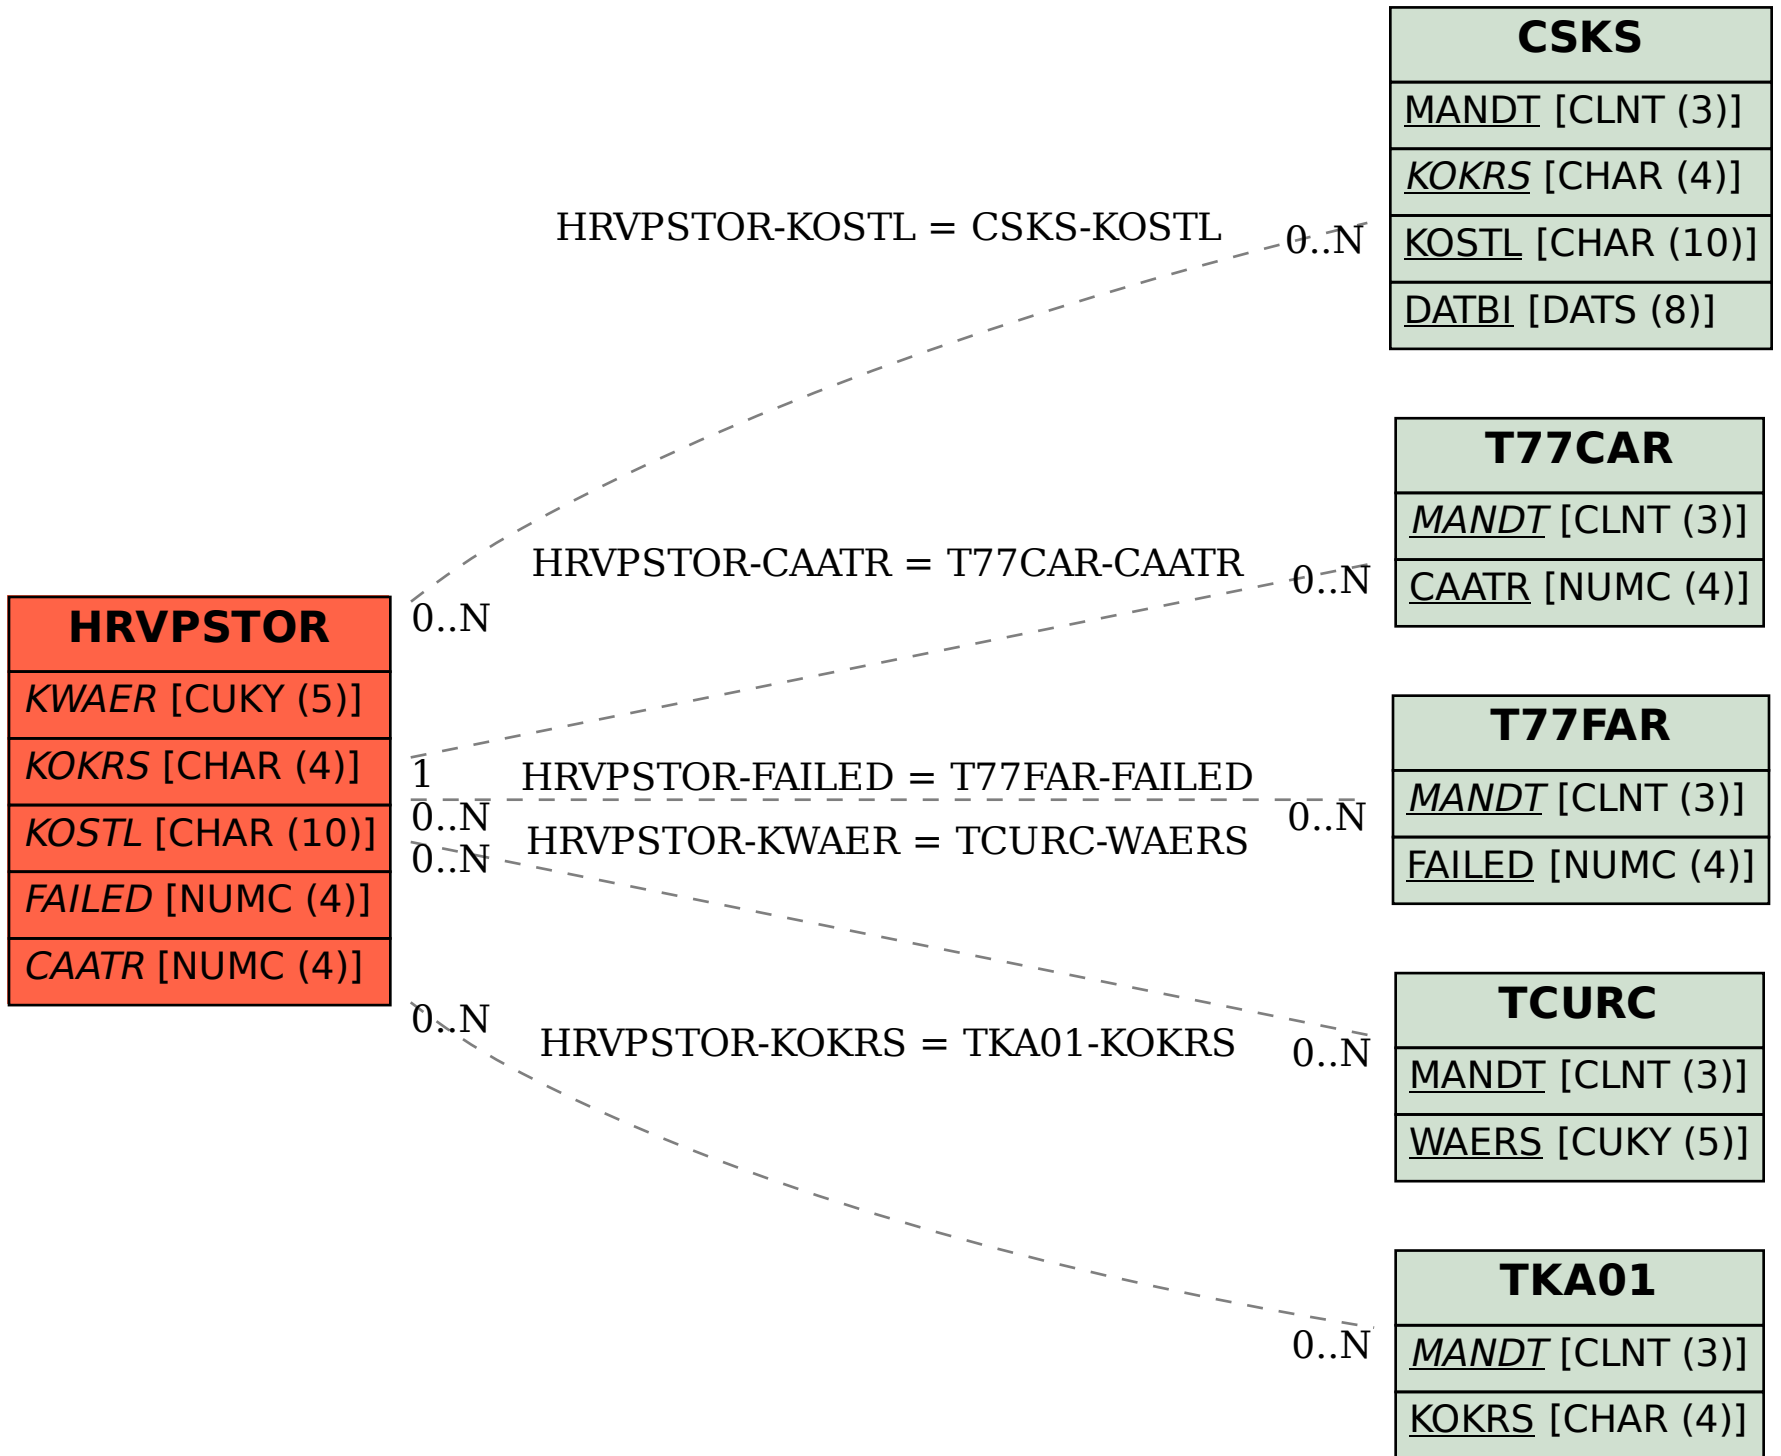 CSKS
MANDT [CLNT (3)]
KOKRS [CHAR (4)]
KOSTL [CHAR (10)]
DATBI [DATS (8)]
HRVPSTOR-KOSTL = CSKS-KOSTL
0..N
0..N
T77CAR
MANDT [CLNT (3)]
CAATR [NUMC (4)]
HRVPSTOR-CAATR = T77CAR-CAATR
0..N
1
HRVPSTOR
KWAER [CUKY (5)]
KOKRS [CHAR (4)]
KOSTL [CHAR (10)]
FAILED [NUMC (4)]
CAATR [NUMC (4)]
T77FAR
MANDT [CLNT (3)]
FAILED [NUMC (4)]
HRVPSTOR-FAILED = T77FAR-FAILED
0..N
0..N
HRVPSTOR-KWAER = TCURC-WAERS
0..N
0..N
TCURC
MANDT [CLNT (3)]
WAERS [CUKY (5)]
HRVPSTOR-KOKRS = TKA01-KOKRS
0..N
0..N
TKA01
MANDT [CLNT (3)]
KOKRS [CHAR (4)]